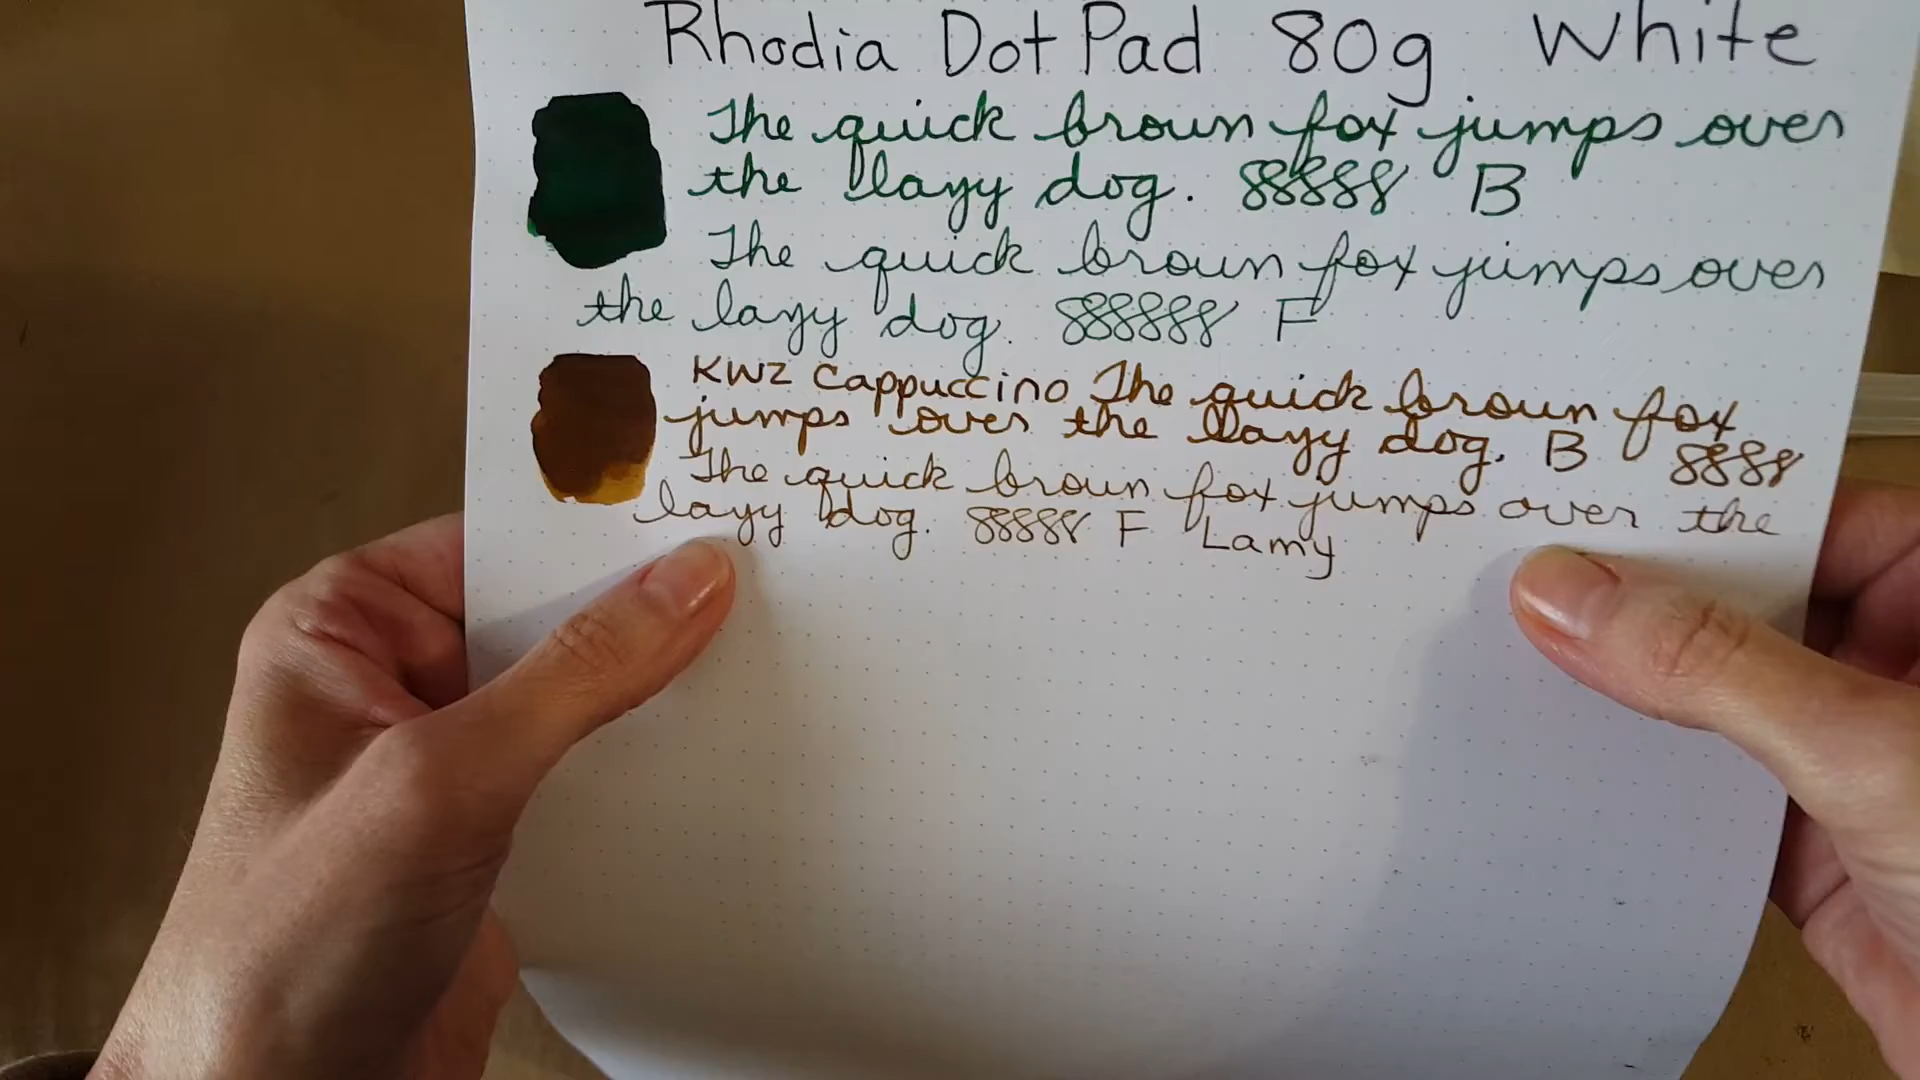 Rhodia Dot Pad 80g White
The quick brown fox jumps over
the lazy dog. 88888 B
The quick brown fox jumps over
the lazy dog. 888888 F
KWZ Cappuccino The quick brown fox
jumps over the lazy dog. B 8888
The quick brown fox jumps over the
lazy dog. 88888 F Lamy